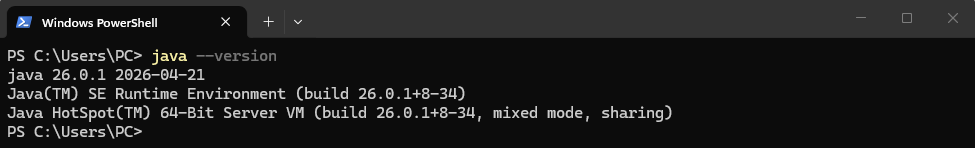 Windows PowerShell
PS C:\Users\PC> java --version
java 26.0.1 2026-04-21
Java(TM) SE Runtime Environment (build 26.0.1+8-34)
Java HotSpot(TM) 64-Bit Server VM (build 26.0.1+8-34, mixed mode, sharing)
PS C:\Users\PC>